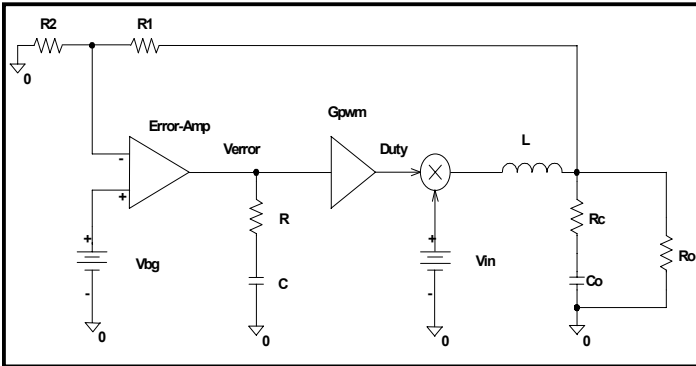 R2
R1
0
Gpwm
Error-Amp
Verror
Duty
L
-
+
R
Rc
+
Vbg
-
+
Vin
-
Ro
C
Co
0
0
0
0